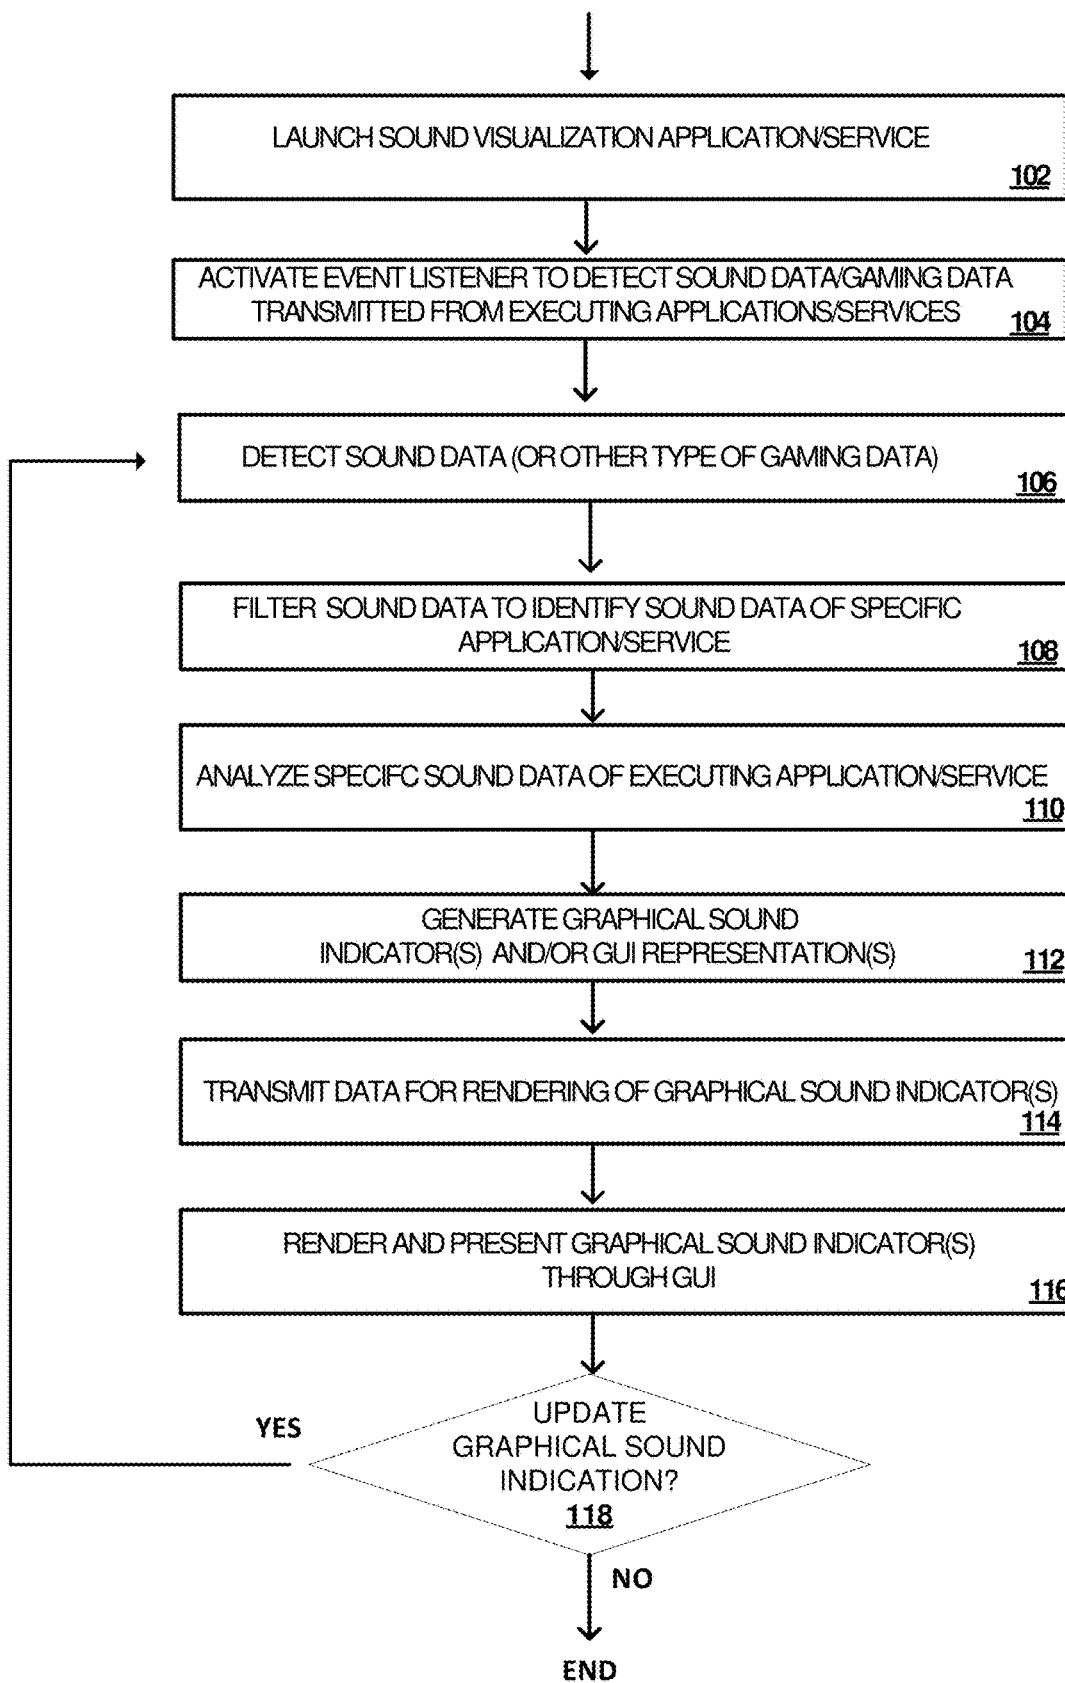 LAUNCH SOUND VISUALIZATION APPLICATION/SERVICE
102
ACTIVATE EVENT LISTENER TO DETECT SOUND DATA/GAMING DATA
TRANSMITTED FROM EXECUTING APPLICATIONS/SERVICES
104
DETECT SOUND DATA (OR OTHER TYPE OF GAMING DATA)
106
FILTER SOUND DATA TO IDENTIFY SOUND DATA OF SPECIFIC
APPLICATION/SERVICE
108
ANALYZE SPECIFC SOUND DATA OF EXECUTING APPLICATION/SERVICE
110
GENERATE GRAPHICAL SOUND
INDICATOR(S) AND/OR GUI REPRESENTATION(S)
112
TRANSMIT DATA FOR RENDERING OF GRAPHICAL SOUND INDICATOR(S)
114
RENDER AND PRESENT GRAPHICAL SOUND INDICATOR(S)
THROUGH GUI
116
YES
UPDATE
GRAPHICAL SOUND
INDICATION?
118
NO
END